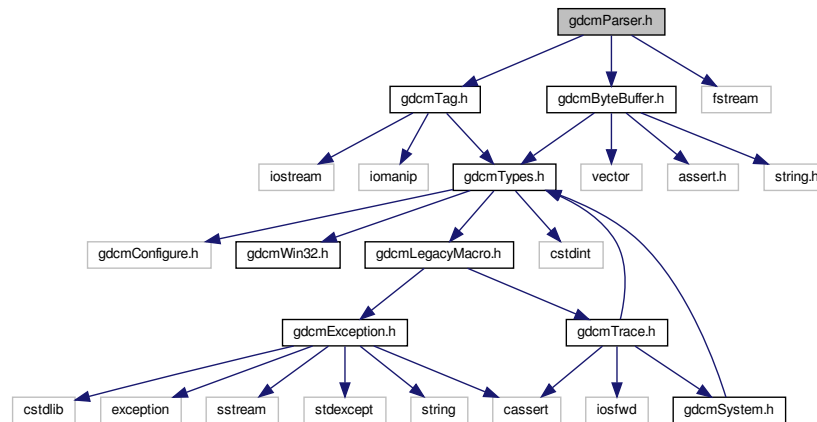 gdcmParser.h
gdcmTag.h
gdcmByteBuffer.h
fstream
iostream
iomanip
gdcmTypes.h
vector
assert.h
string.h
gdcmConfigure.h
gdcmWin32.h
gdcmLegacyMacro.h
cstdint
gdcmException.h
gdcmTrace.h
cstdlib
exception
sstream
stdexcept
string
cassert
iosfwd
gdcmSystem.h